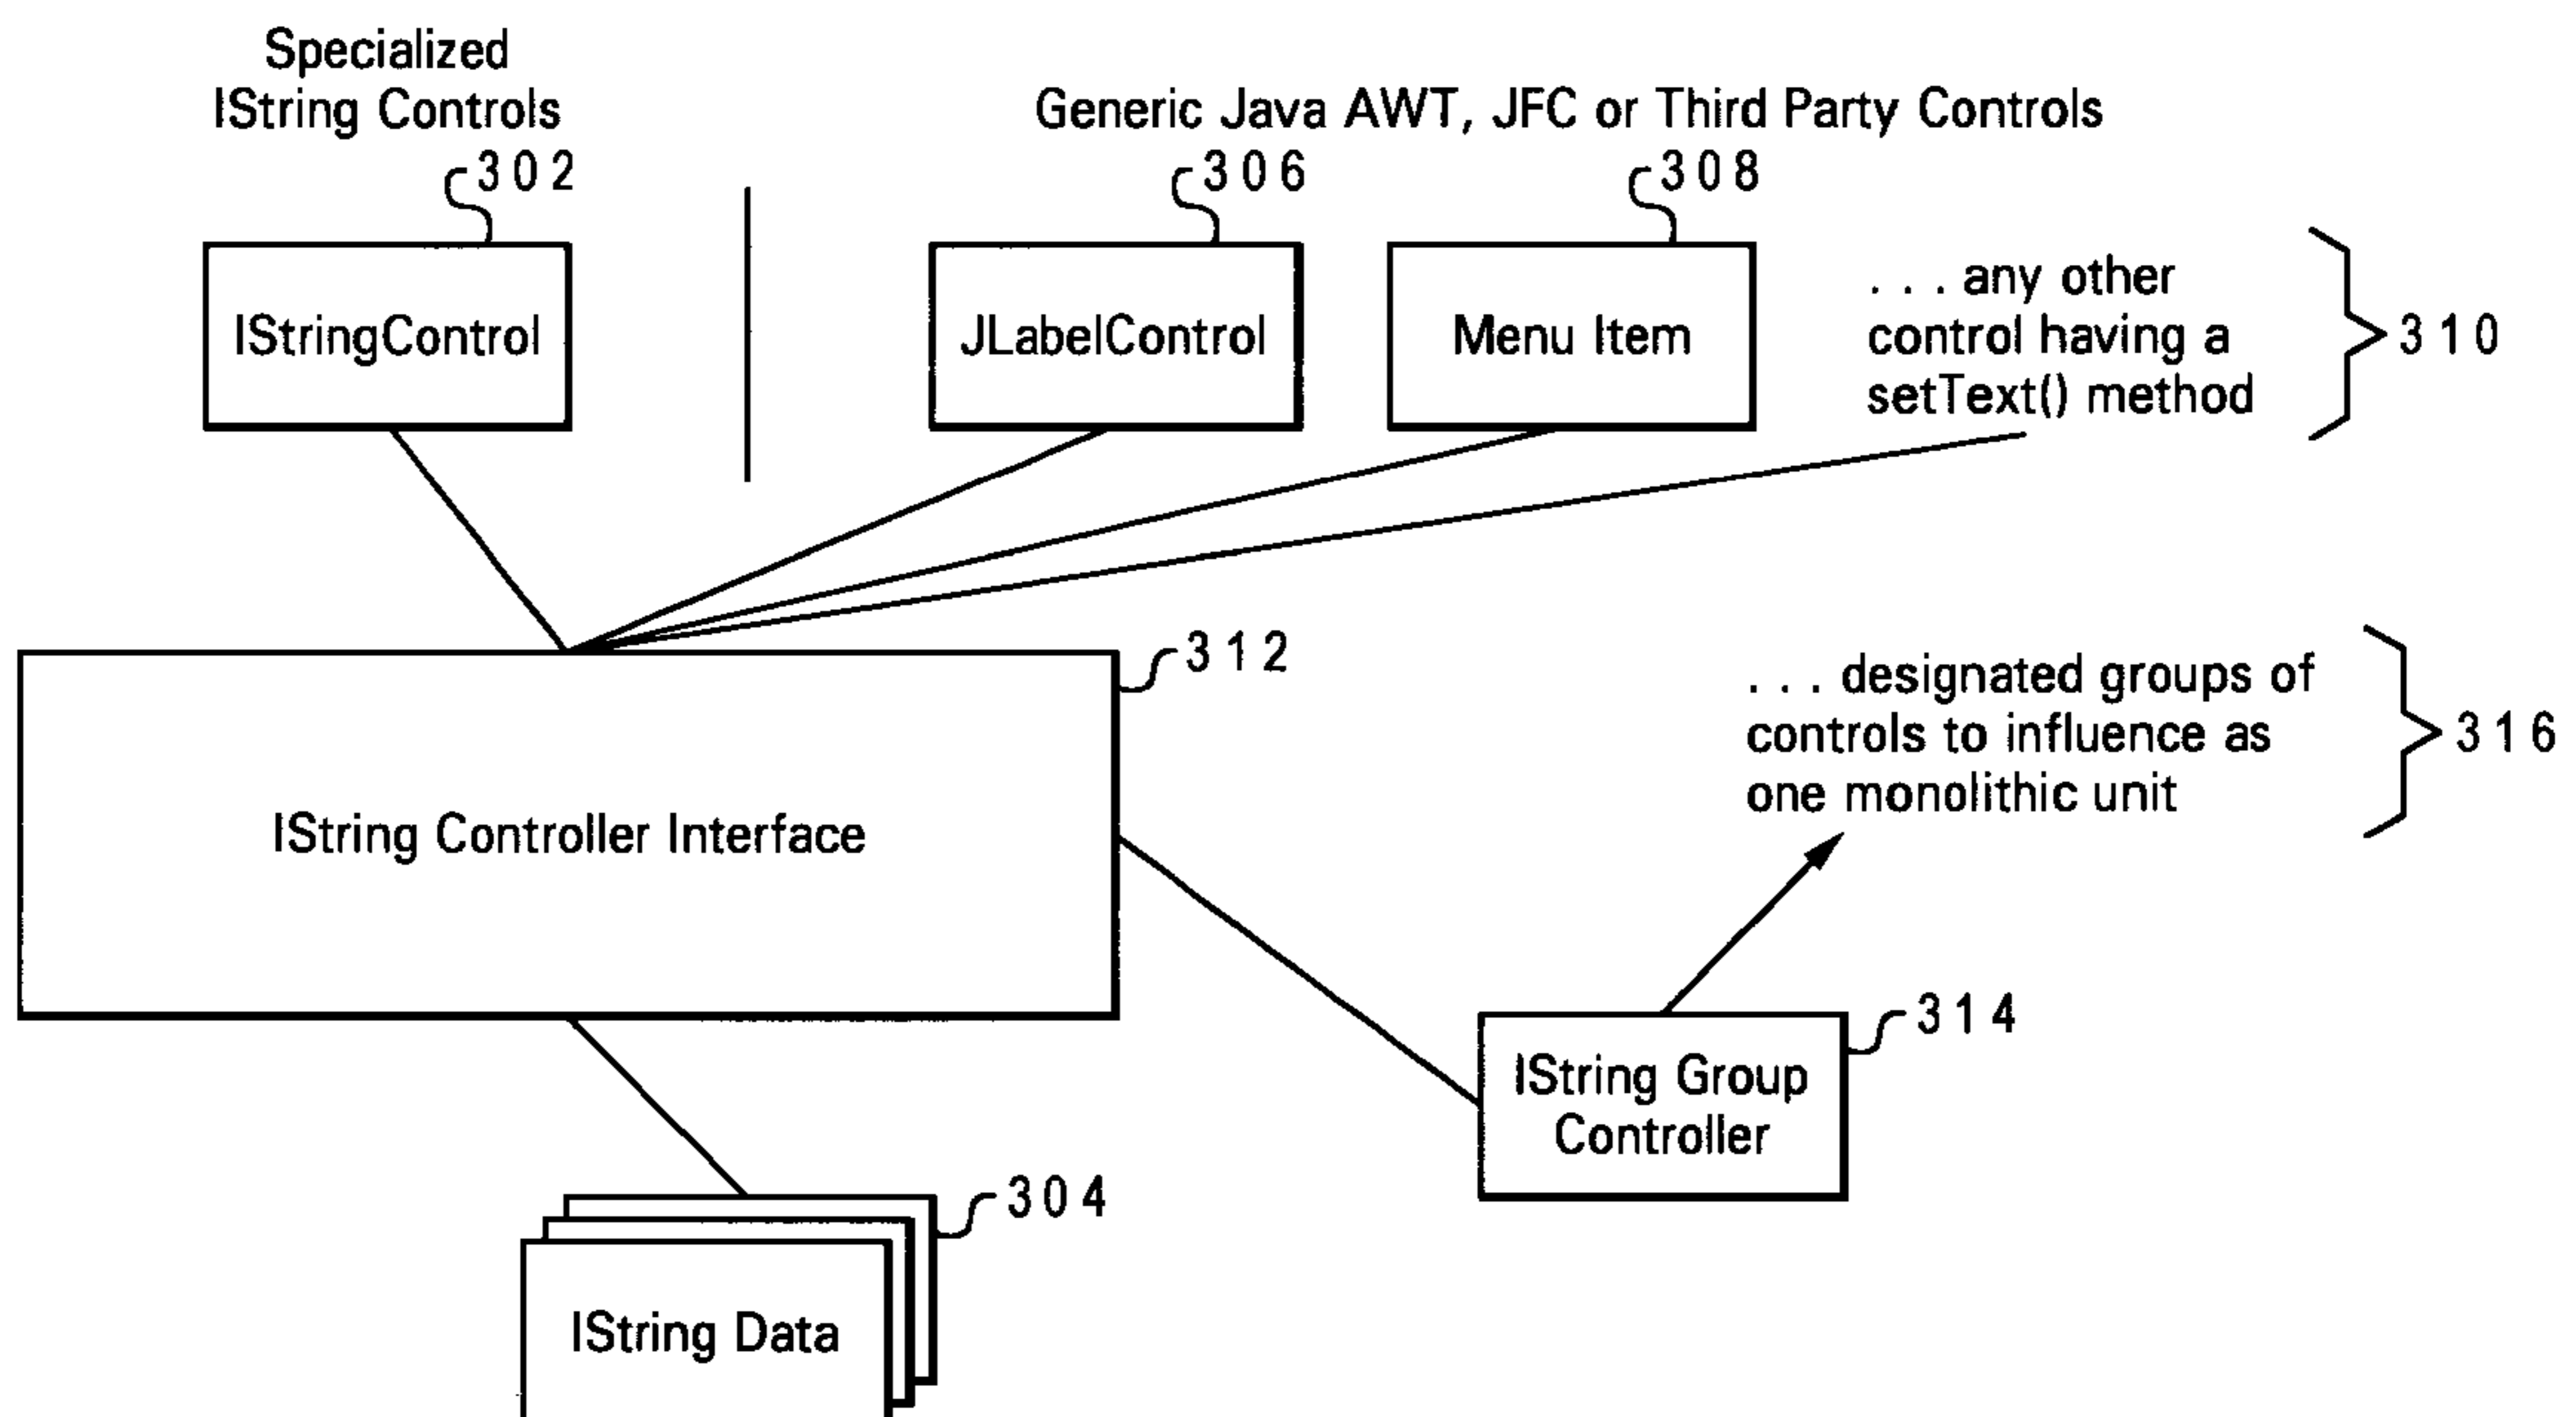 Specialized
IString Controls
302
Generic Java AWT, JFC or Third Party Controls
306
308
IStringControl
JLabelControl
Menu Item
. . . any other
control having a
setText() method
310
312
IString Controller Interface
. . . designated groups of
controls to influence as
one monolithic unit
316
314
IString Group
Controller
304
IString Data